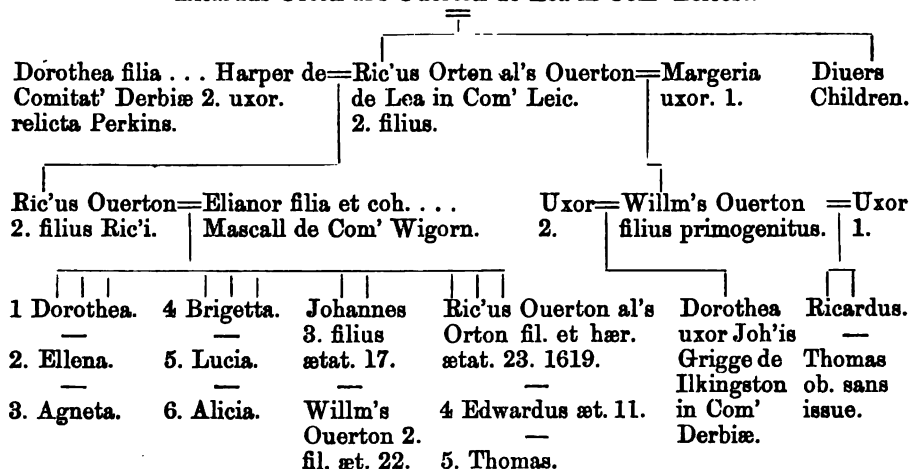 Dorothea filia . . . Harper de
Comitat' Derbiæ 2. uxor.
relicta Perkins.
Ric'us Orten al's Ouerton
de Lea in Com' Leic.
2. filius.
Margeria
uxor. 1.
Diuers
Children.
Ric'us Ouerton
2. filius Ric'i.
Elianor filia et coh. . . .
Mascall de Com' Wigorn.
Uxor
2.
Willm's Ouerton
filius primogenitus.
Uxor
1.
1 Dorothea.
2. Ellena.
3. Agneta.
4 Brigetta.
5. Lucia.
6. Alicia.
Johannes
3. filius
ætat. 17.
Willm's
Ouerton 2.
fil. æt. 22.
Ric'us Ouerton al's
Orton fil. et hær.
ætat. 23. 1619.
4 Edwardus æt. 11.
5. Thomas.
Dorothea
uxor Joh'is
Grigge de
Ilkingston
in Com'
Derbiæ.
Ricardus.
Thomas
ob. sans
issue.